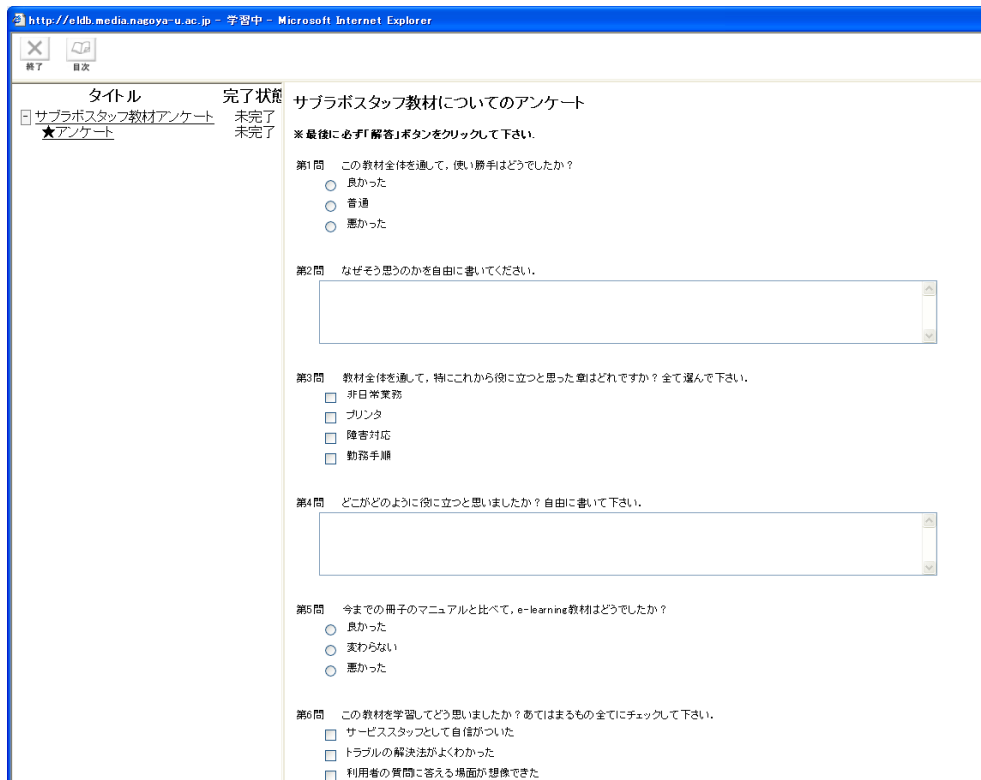 http://eldb.media.nagoya-u.ac.jp - 学習中 - Microsoft Internet Explorer
終了 目次
タイトル 完了状態
サブラボスタッフ教材アンケート 未完了
★アンケート 未完了
サブラボスタッフ教材についてのアンケート
※最後に必ず「解答」ボタンをクリックして下さい.
第1問 この教材全体を通して,使い勝手はどうでしたか?
良かった
普通
悪かった
第2問 なぜそう思うのかを自由に書いてください.
第3問 教材全体を通して,特にこれから役に立つと思った章はどれですか?全て選んで下さい.
非日常業務
プリンタ
障害対応
勤務手順
第4問 どこがどのように役に立つと思いましたか?自由に書いて下さい.
第5問 今までの冊子のマニュアルと比べて,e-learning教材はどうでしたか?
良かった
変わらない
悪かった
第6問 この教材を学習してどう思いましたか?あてはまるもの全てにチェックして下さい.
サービススタッフとして自信がついた
トラブルの解決法がよくわかった
利用者の質問に答える場面が想像できた